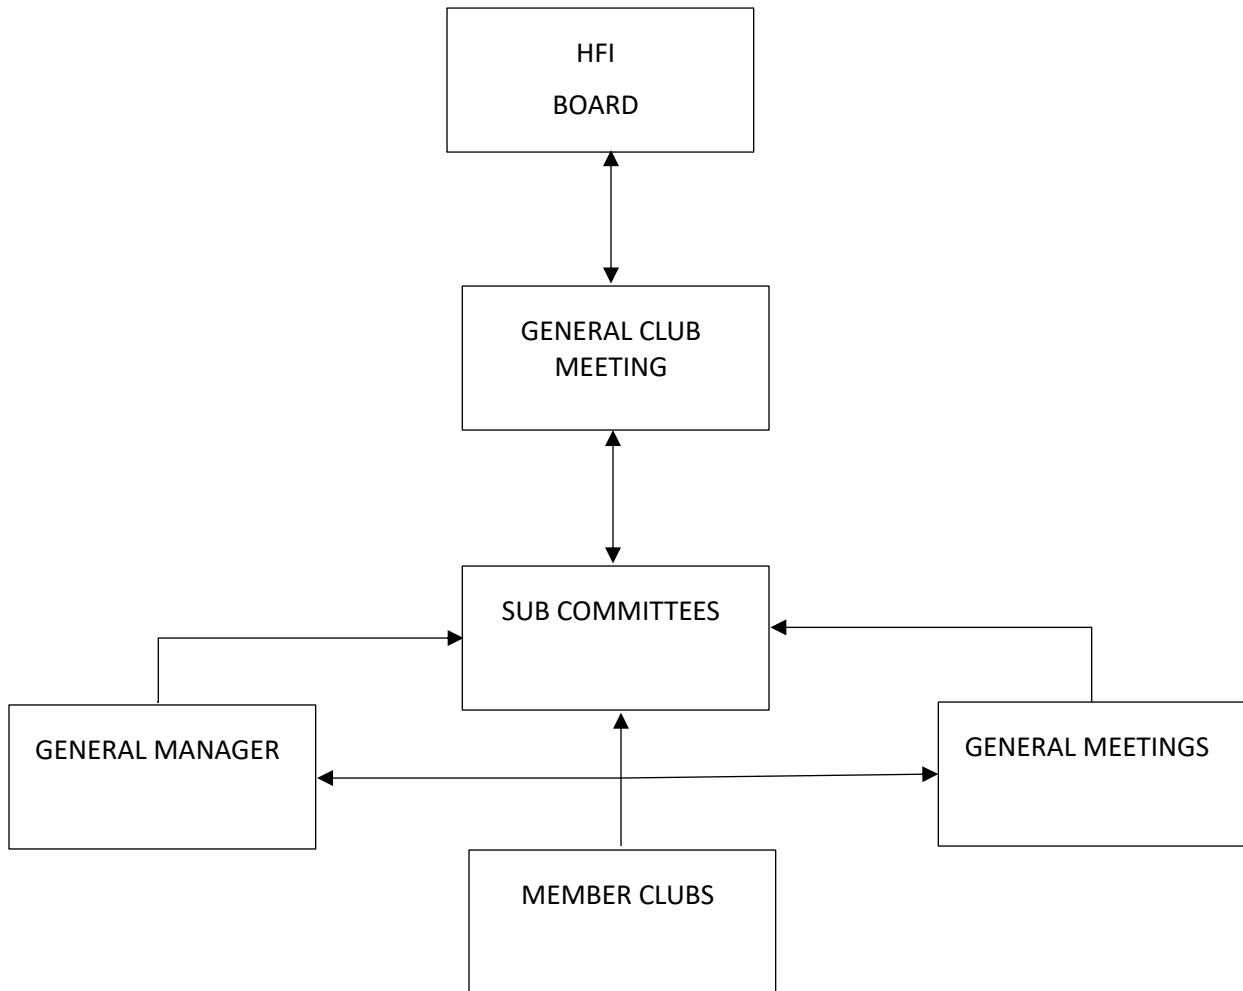 HFI
BOARD
GENERAL CLUB
MEETING
SUB COMMITTEES
GENERAL MANAGER
GENERAL MEETINGS
MEMBER CLUBS